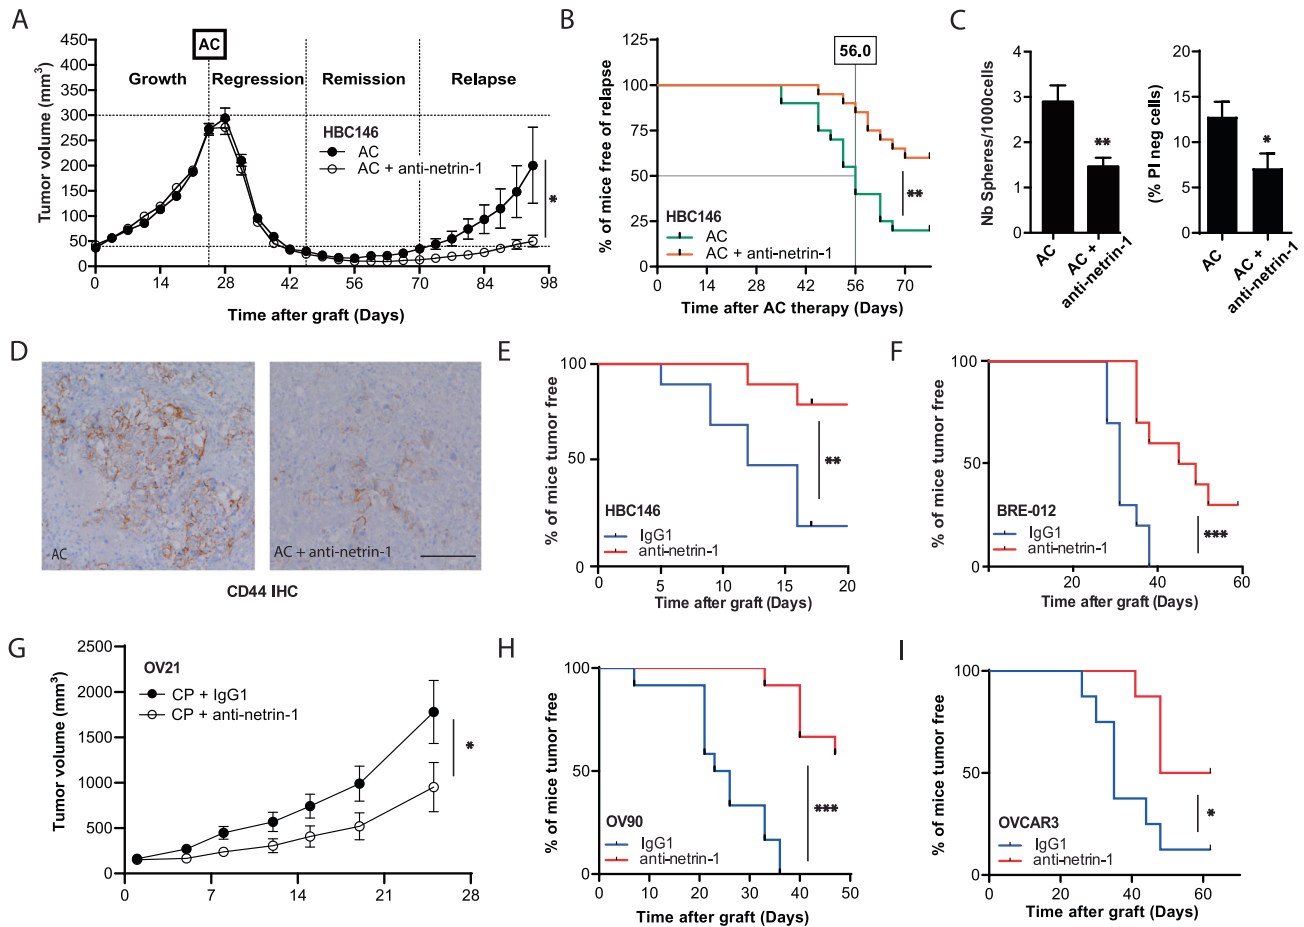 A
AC
Growth
Regression
Remission
Relapse
HBC146
AC
AC + anti-netrin-1
*
Tumor volume (mm3)
450
400
350
300
250
200
150
100
50
0
0
14
28
42
56
70
84
98
Time after graft (Days)
B
56.0
% of mice free of relapse
125
100
75
50
25
0
HBC146
AC
AC + anti-netrin-1
**
0
14
28
42
56
70
Time after AC therapy (Days)
C
Nb Spheres/1000cells
4
3
2
1
0
**
AC
AC +
anti-netrin-1
(% PI neg cells)
20
15
10
5
0
*
AC
AC +
anti-netrin-1
D
AC
AC + anti-netrin-1
CD44 IHC
E
% of mice tumor free
100
50
0
**
HBC146
IgG1
anti-netrin-1
0
5
10
15
20
Time after graft (Days)
F
% of mice tumor free
100
50
0
BRE-012
IgG1
anti-netrin-1
***
20
40
60
Time after graft (Days)
G
Tumor volume (mm3)
2500
2000
1500
1000
500
0
OV21
CP + IgG1
CP + anti-netrin-1
*
0
7
14
21
28
H
% of mice tumor free
100
50
0
OV90
IgG1
anti-netrin-1
***
0
10
20
30
40
50
Time after graft (Days)
I
% of mice tumor free
100
50
0
OVCAR3
IgG1
anti-netrin-1
*
0
20
40
60
Time after graft (Days)